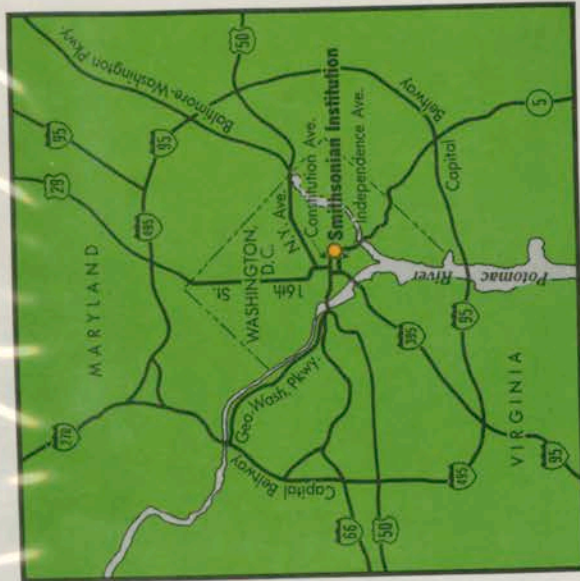 MARYLAND
270
29
95
495
95
Baltimore-Washington Pkwy.
50
WASHINGTON
D.C.
16th St.
N.Y. Ave.
Constitution Ave.
Smithsonian Institution
Independence Ave.
Geo. Wash. Pkwy.
Capital
Beltway
66
50
395
Potomac
River
Capital Beltway
5
95
495
VIRGINIA
95